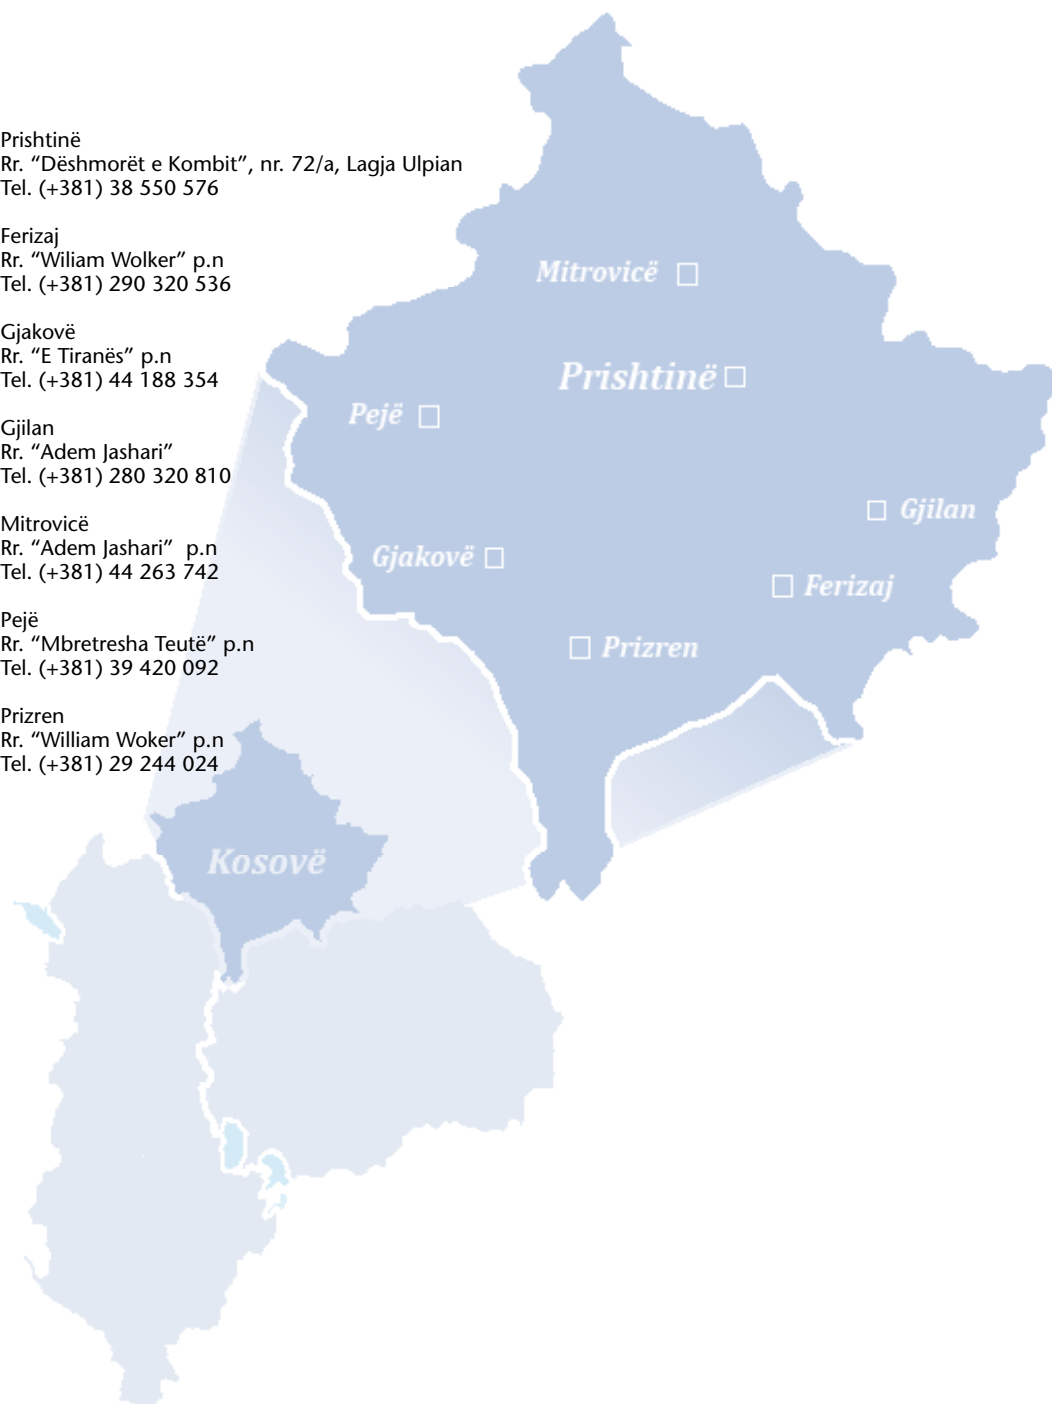 Prishtinë
Rr. “Dëshmorët e Kombit”, nr. 72/a, Lagja Ulpian
Tel. (+381) 38 550 576
Ferizaj
Rr. “Wiliam Wolker” p.n
Tel. (+381) 290 320 536
Gjakovë
Rr. “E Tiranës” p.n
Tel. (+381) 44 188 354
Gjilan
Rr. “Adem Jashari”
Tel. (+381) 280 320 810
Mitrovicë
Rr. “Adem Jashari”  p.n
Tel. (+381) 44 263 742
Pejë
Rr. “Mbretresha Teutë” p.n
Tel. (+381) 39 420 092
Prizren
Rr. “William Woker” p.n
Tel. (+381) 29 244 024
Mitrovicë
Prishtinë
Pejë
Gjilan
Gjakovë
Ferizaj
Prizren
Kosovë